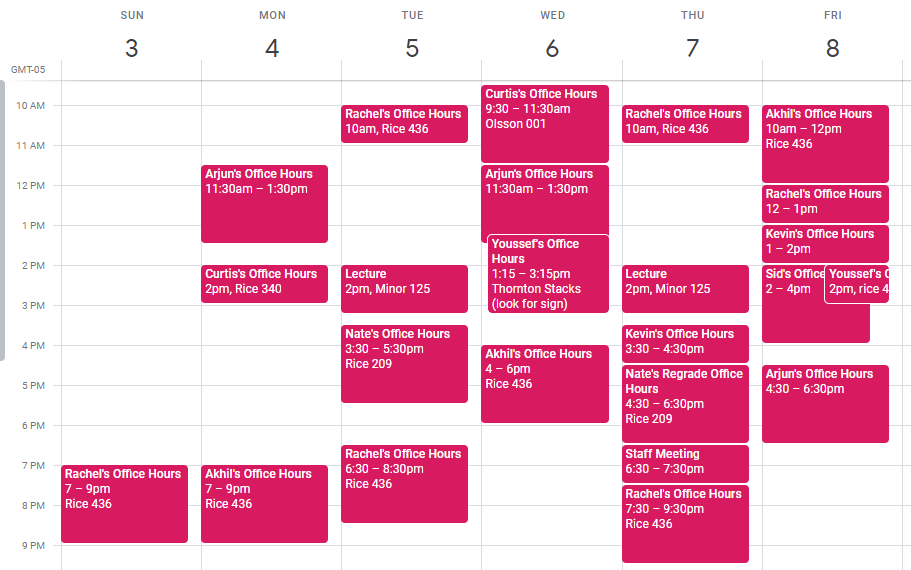 SUN
MON
TUE
WED
THU
FRI
3
4
5
6
7
8
GMT-05
10 AM
11 AM
12 PM
1 PM
2 PM
3 PM
4 PM
5 PM
6 PM
7 PM
8 PM
9 PM
Rachel's Office Hours
7 – 9pm
Rice 436
Arjun's Office Hours
11:30am – 1:30pm
Curtis's Office Hours
2pm, Rice 340
Akhil's Office Hours
7 – 9pm
Rice 436
Rachel's Office Hours
10am, Rice 436
Lecture
2pm, Minor 125
Nate's Office Hours
3:30 – 5:30pm
Rice 209
Rachel's Office Hours
6:30 – 8:30pm
Rice 436
Curtis's Office Hours
9:30 – 11:30am
Olsson 001
Arjun's Office Hours
11:30am – 1:30pm
Youssef's Office
Hours
1:15 – 3:15pm
Thornton Stacks
(look for sign)
Akhil's Office Hours
4 – 6pm
Rice 436
Rachel's Office Hours
10am, Rice 436
Lecture
2pm, Minor 125
Kevin's Office Hours
3:30 – 4:30pm
Nate's Regrade Office
Hours
4:30 – 6:30pm
Rice 209
Staff Meeting
6:30 – 7:30pm
Rachel's Office Hours
7:30 – 9:30pm
Rice 436
Akhil's Office Hours
10am – 12pm
Rice 436
Rachel's Office Hours
12 – 1pm
Kevin's Office Hours
1 – 2pm
Sid's Office
2 – 4pm
Youssef's O
2pm, rice 4
Arjun's Office Hours
4:30 – 6:30pm